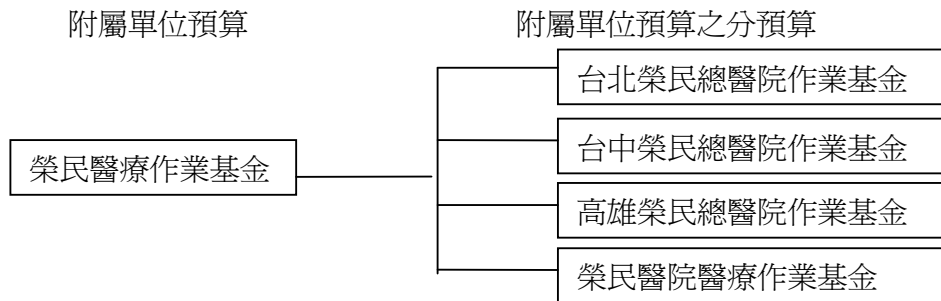 附屬單位預算 附屬單位預算之分預算
台北榮民總醫院作業基金
台中榮民總醫院作業基金
榮民醫療作業基金
高雄榮民總醫院作業基金
榮民醫院醫療作業基金